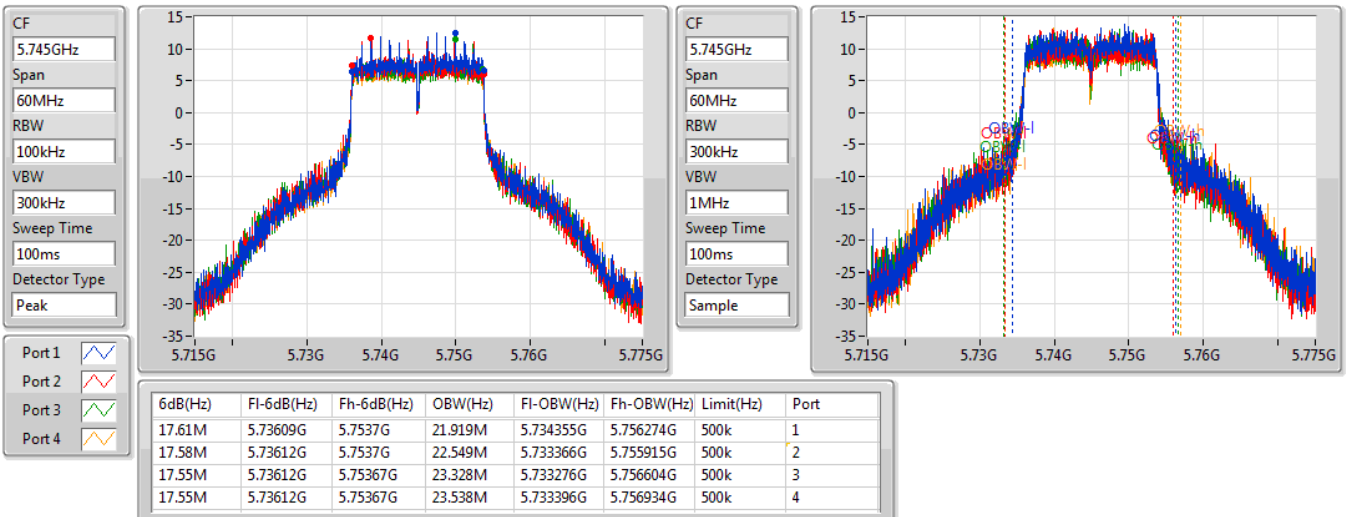 CF
5.745GHz
Span
60MHz
RBW
100kHz
VBW
300kHz
Sweep Time
100ms
Detector Type
Peak
Port 1
Port 2
Port 3
Port 4
15-
10-
5-
0-
-5-
-10-
-15-
-20-
-25-
-30-
-35-
5.715G 5.73G 5.74G 5.75G 5.76G 5.775G
CF
5.745GHz
Span
60MHz
RBW
300kHz
VBW
1MHz
Sweep Time
100ms
Detector Type
Sample
15-
10-
5-
0-
-5-
-10-
-15-
-20-
-25-
-30-
-35-
OBW-l
OBW-l
5.715G 5.73G 5.74G 5.75G 5.76G 5.775G
6dB(Hz) Fl-6dB(Hz) Fh-6dB(Hz) OBW(Hz) Fl-OBW(Hz) Fh-OBW(Hz) Limit(Hz) Port
17.61M 5.73609G 5.7537G 21.919M 5.734355G 5.756274G 500k 1
17.58M 5.73612G 5.7537G 22.549M 5.733366G 5.755915G 500k 2
17.55M 5.73612G 5.75367G 23.328M 5.733276G 5.756604G 500k 3
17.55M 5.73612G 5.75367G 23.538M 5.733396G 5.756934G 500k 4